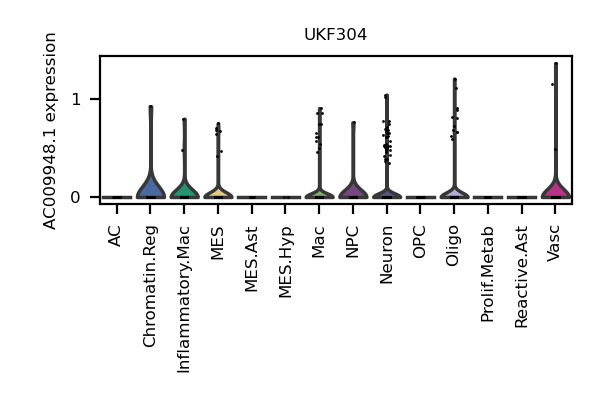 UKF304
AC009948.1 expression
1
0
AC
Chromatin.Reg
Inflammatory.Mac
MES
MES.Ast
MES.Hyp
Mac
NPC
Neuron
OPC
Oligo
Prolif.Metab
Reactive.Ast
Vasc